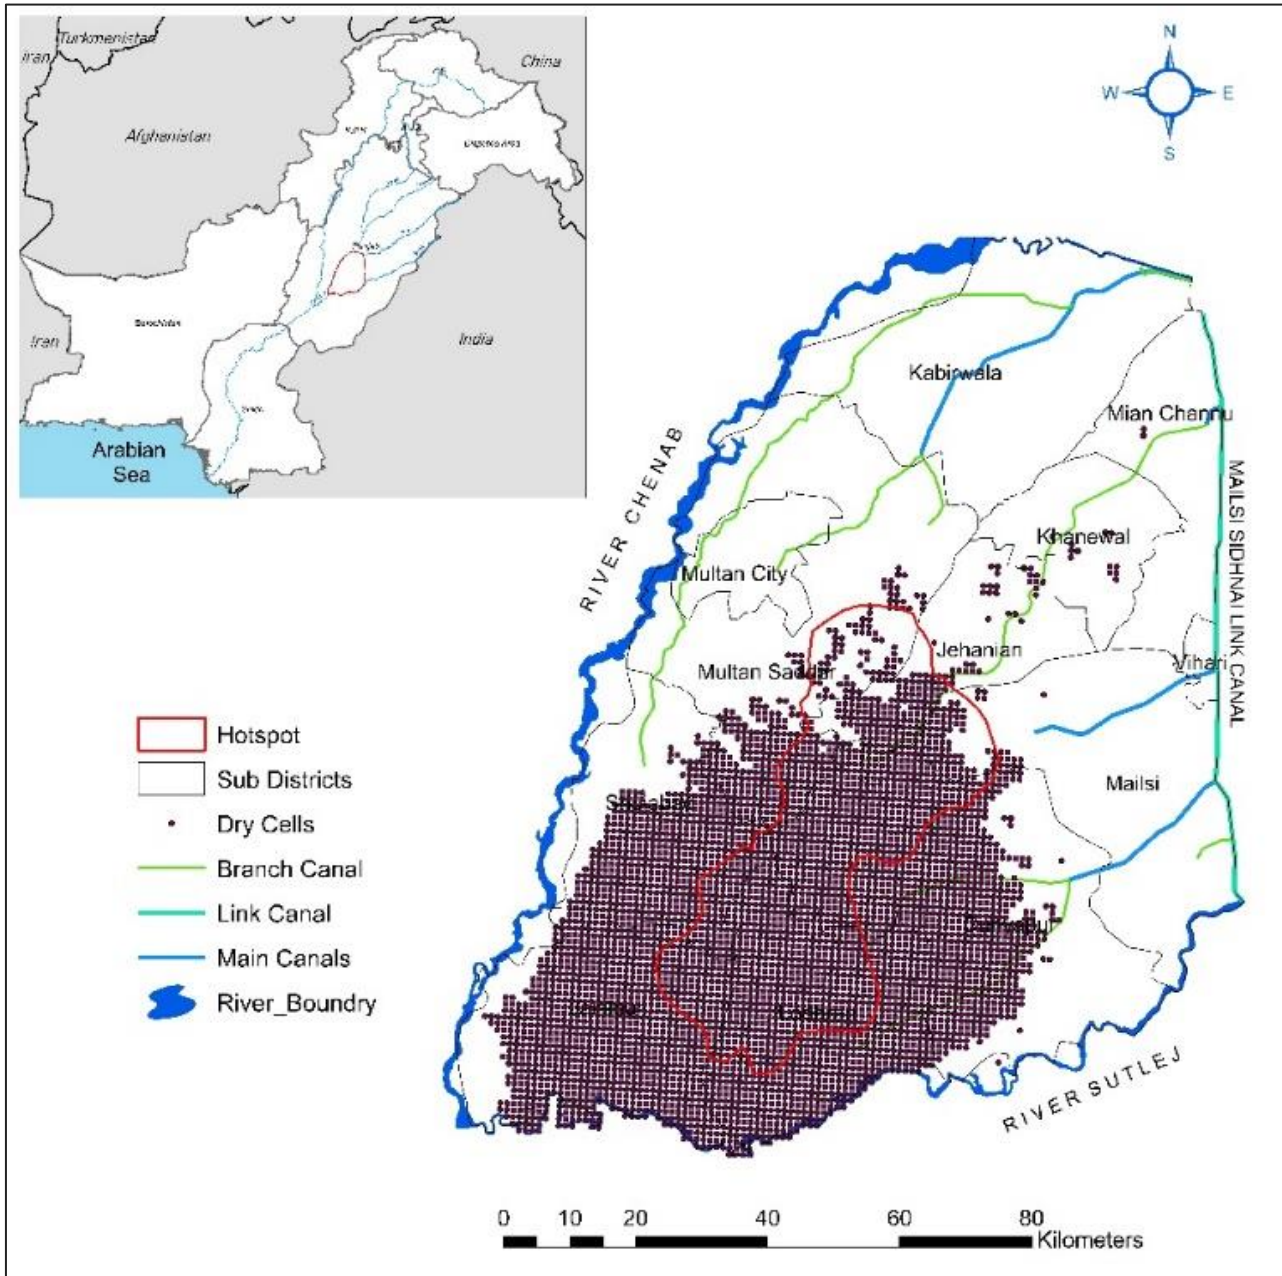 Turkmenistan
Iran
China
Afghanistan
Iran
India
Arabian
Sea
N
W
E
S
Kabirwala
Mian Channu
RIVER CHENAB
MAILSI SIDHNAI LINK CANAL
Khanewal
Multan City
Jehanian
Vihari
Multan Saddar
Mailsi
Hotspot
Sub Districts
Dry Cells
Branch Canal
Link Canal
Main Canals
River_Boundry
RIVER SUTLEJ
0 10 20 40 60 80
Kilometers